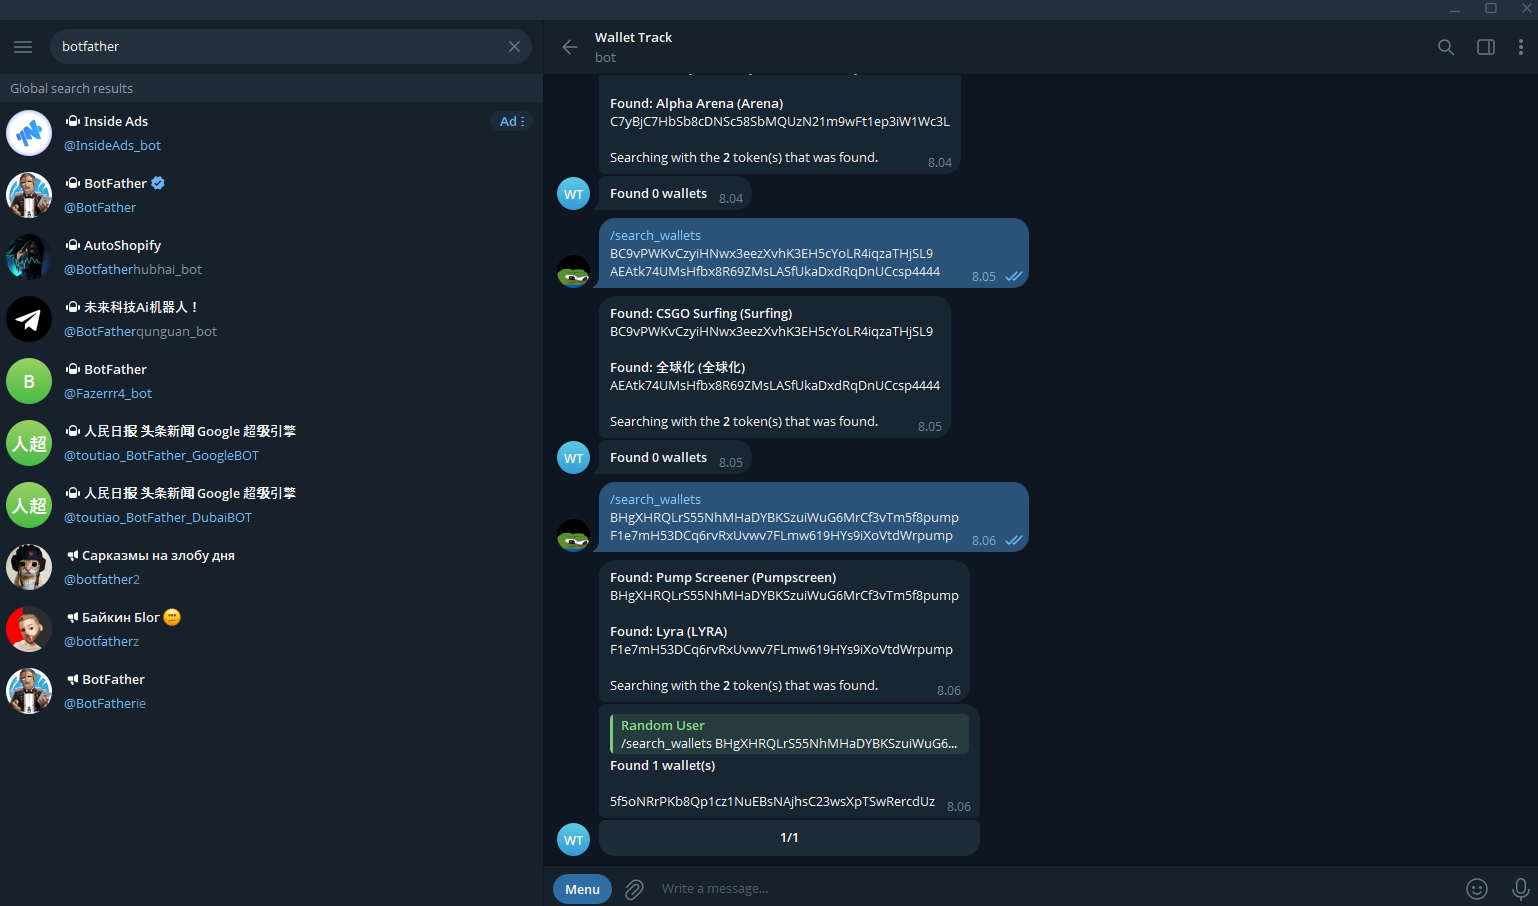 botfather
Global search results
Inside Ads
Ad
@InsideAds_bot
BotFather
@BotFather
AutoShopify
@Botfatherhubhai_bot
未来科技Ai机器人！
@BotFatherqunguan_bot
B
BotFather
@Fazerrr4_bot
人超
人民日报 头条新闻 Google 超级引擎
@toutiao_BotFather_GoogleBOT
人超
人民日报 头条新闻 Google 超级引擎
@toutiao_BotFather_DubaiBOT
Сарказмы на злобу дня
@botfather2
Байкин Блог
@botfatherz
BotFather
@BotFatherie
Wallet Track
bot
Found: Alpha Arena (Arena)
C7yBjC7HbSb8cDNSc58SbMQUzN21m9wFt1ep3iW1Wc3L
Searching with the 2 token(s) that was found.
8.04
WT
Found 0 wallets
8.04
/search_wallets
BC9vPWKvCzyiHNwx3eezXvhK3EH5cYoLR4iqzaTHjSL9
AEAtk74UMsHfbx8R69ZMsLASfUkaDxdRqDnUCcsp4444
8.05
Found: CSGO Surfing (Surfing)
BC9vPWKvCzyiHNwx3eezXvhK3EH5cYoLR4iqzaTHjSL9
Found: 全球化 (全球化)
AEAtk74UMsHfbx8R69ZMsLASfUkaDxdRqDnUCcsp4444
Searching with the 2 token(s) that was found.
8.05
WT
Found 0 wallets
8.05
/search_wallets
BHgXHRQLrS55NhMHaDYBKSzuiWuG6MrCf3vTm5f8pump
F1e7mH53DCq6rvRxUvwv7FLmw619HYs9iXoVtdWrpump
8.06
Found: Pump Screener (Pumpscreen)
BHgXHRQLrS55NhMHaDYBKSzuiWuG6MrCf3vTm5f8pump
Found: Lyra (LYRA)
F1e7mH53DCq6rvRxUvwv7FLmw619HYs9iXoVtdWrpump
Searching with the 2 token(s) that was found.
8.06
Random User
/search_wallets BHgXHRQLrS55NhMHaDYBKSzuiWuG6...
Found 1 wallet(s)
5f5oNRrPKb8Qp1cz1NuEBsNAjhsC23wsXpTSwRercdUz
8.06
WT
1/1
Menu
Write a message...